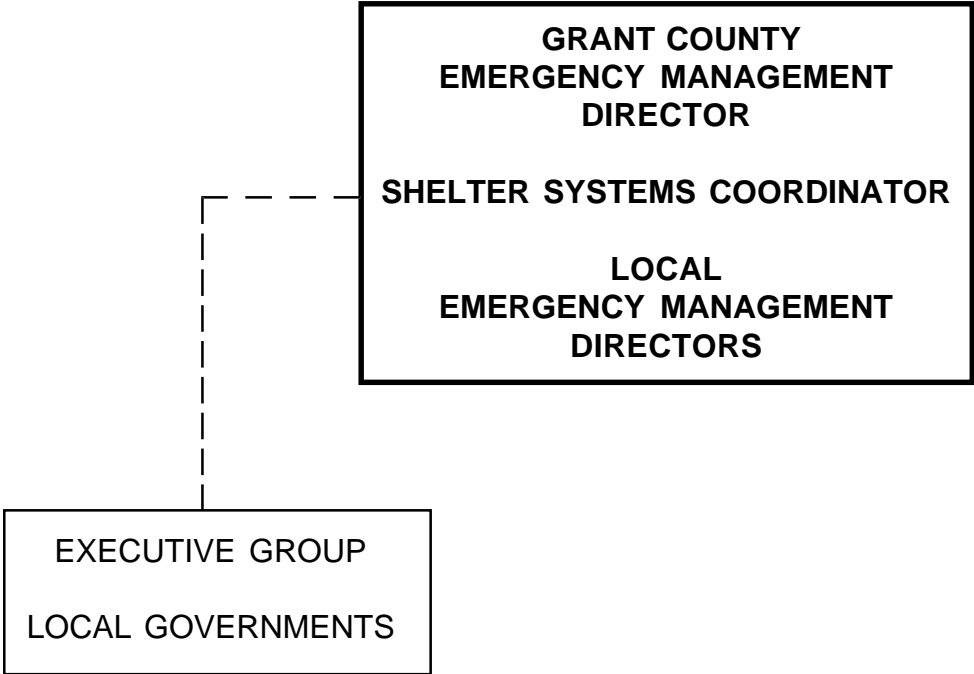 GRANT COUNTY
EMERGENCY MANAGEMENT
DIRECTOR
SHELTER SYSTEMS COORDINATOR
LOCAL
EMERGENCY MANAGEMENT
DIRECTORS
EXECUTIVE GROUP
LOCAL GOVERNMENTS